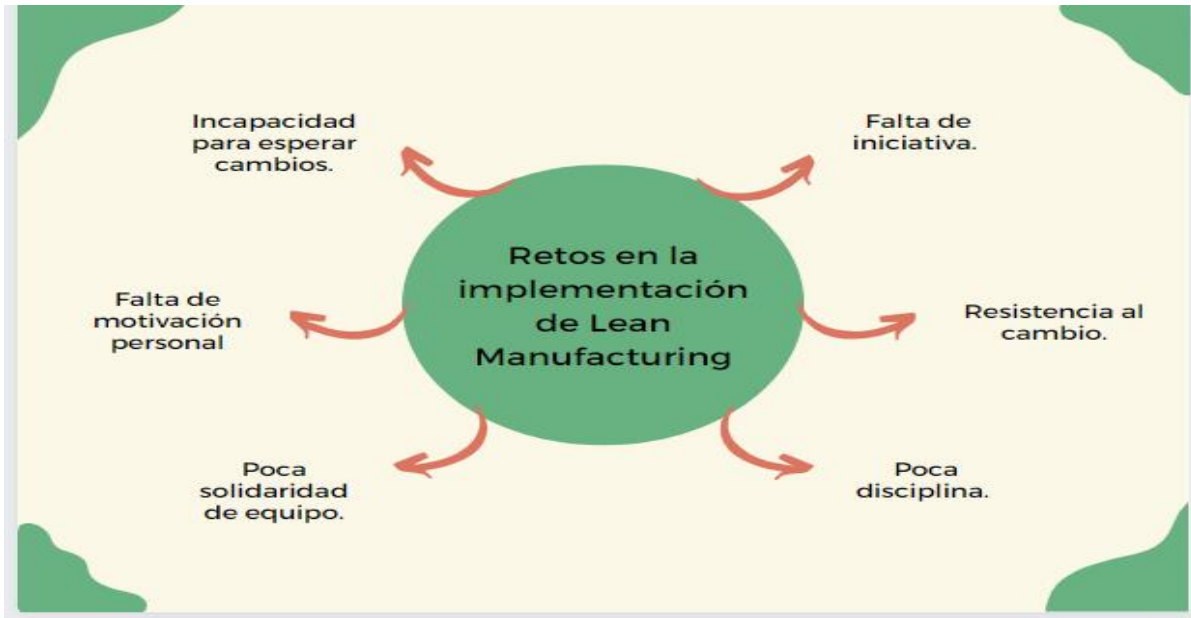 Retos en la
implementación
de Lean
Manufacturing
Incapacidad
para esperar
cambios.
Falta de
iniciativa.
Falta de
motivación
personal
Resistencia al
cambio.
Poca
solidaridad
de equipo.
Poca
disciplina.